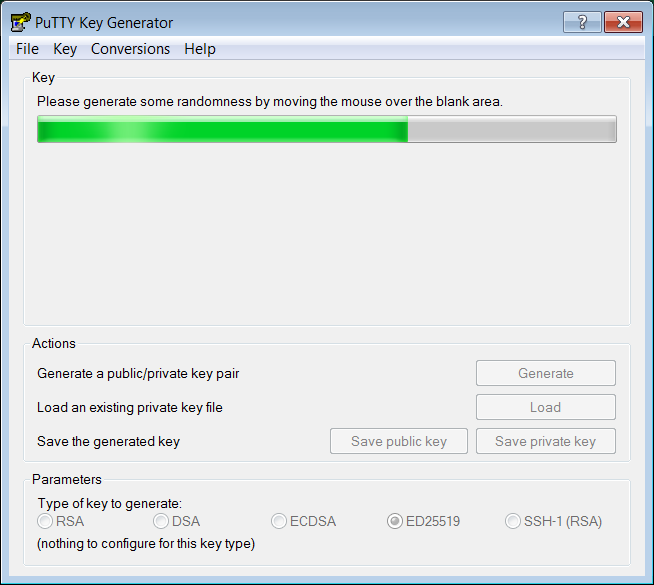 PuTTY Key Generator
?
File Key Conversions Help
Key
Please generate some randomness by moving the mouse over the blank area.
Actions
Generate a public/private key pair Generate
Load an existing private key file Load
Save the generated key Save public key Save private key
Parameters
Type of key to generate:
RSA DSA ECDSA ED25519 SSH-1 (RSA)
(nothing to configure for this key type)